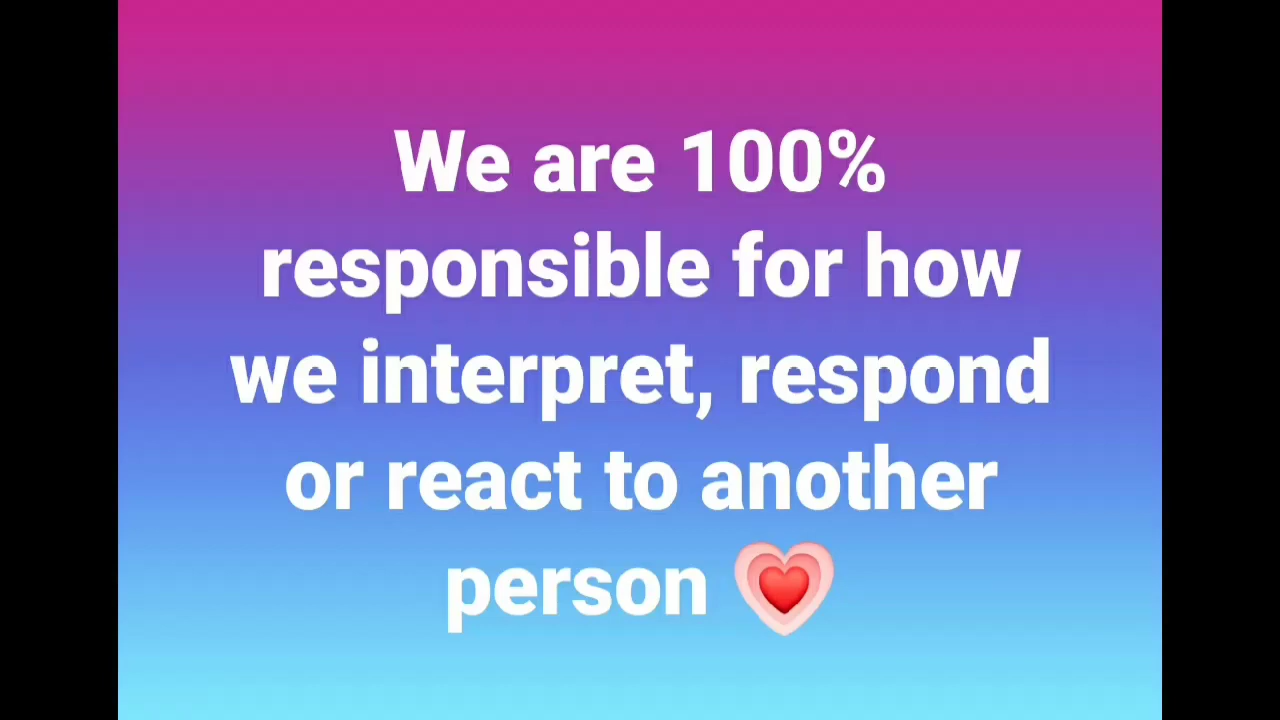 We are 100%
responsible for how
we interpret, respond
or react to another
person 💗